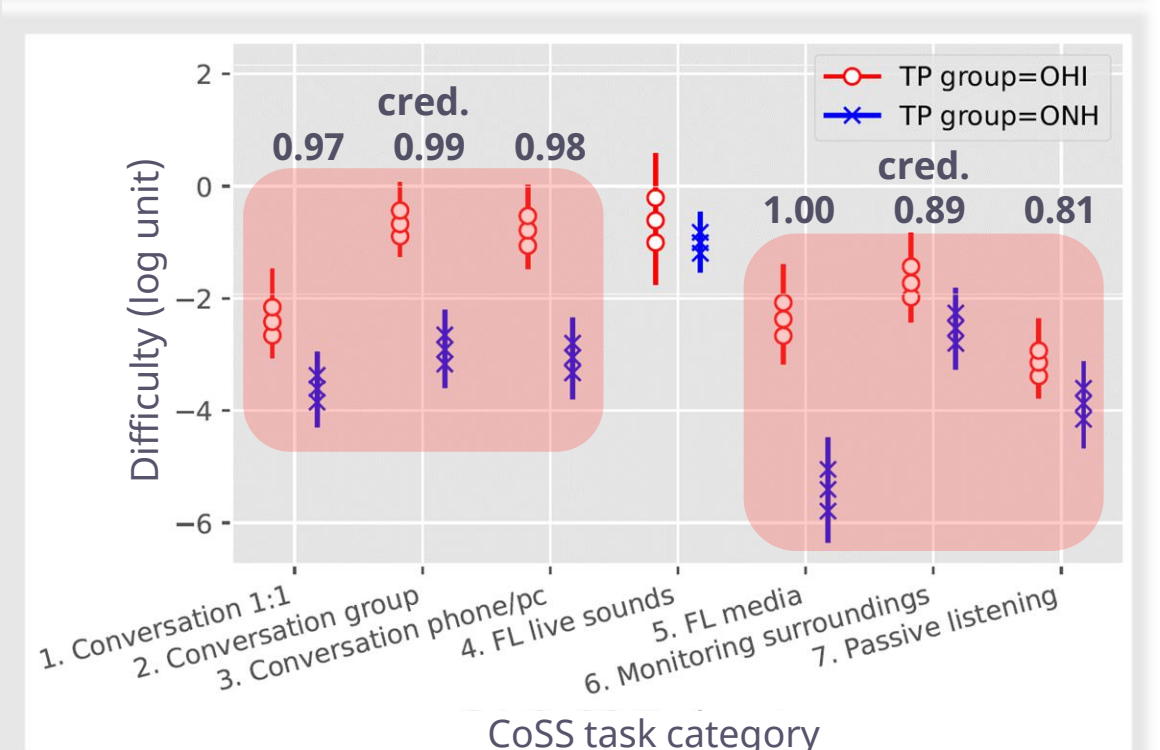 2
0
−2
−4
−6
Difficulty (log unit)
cred.
0.97 0.99 0.98
TP group=OHI
TP group=ONH
cred.
1.00 0.89 0.81
1. Conversation 1:1
2. Conversation group
3. Conversation phone/pc
4. FL live sounds
5. FL media
6. Monitoring surroundings
7. Passive listening
CoSS task category